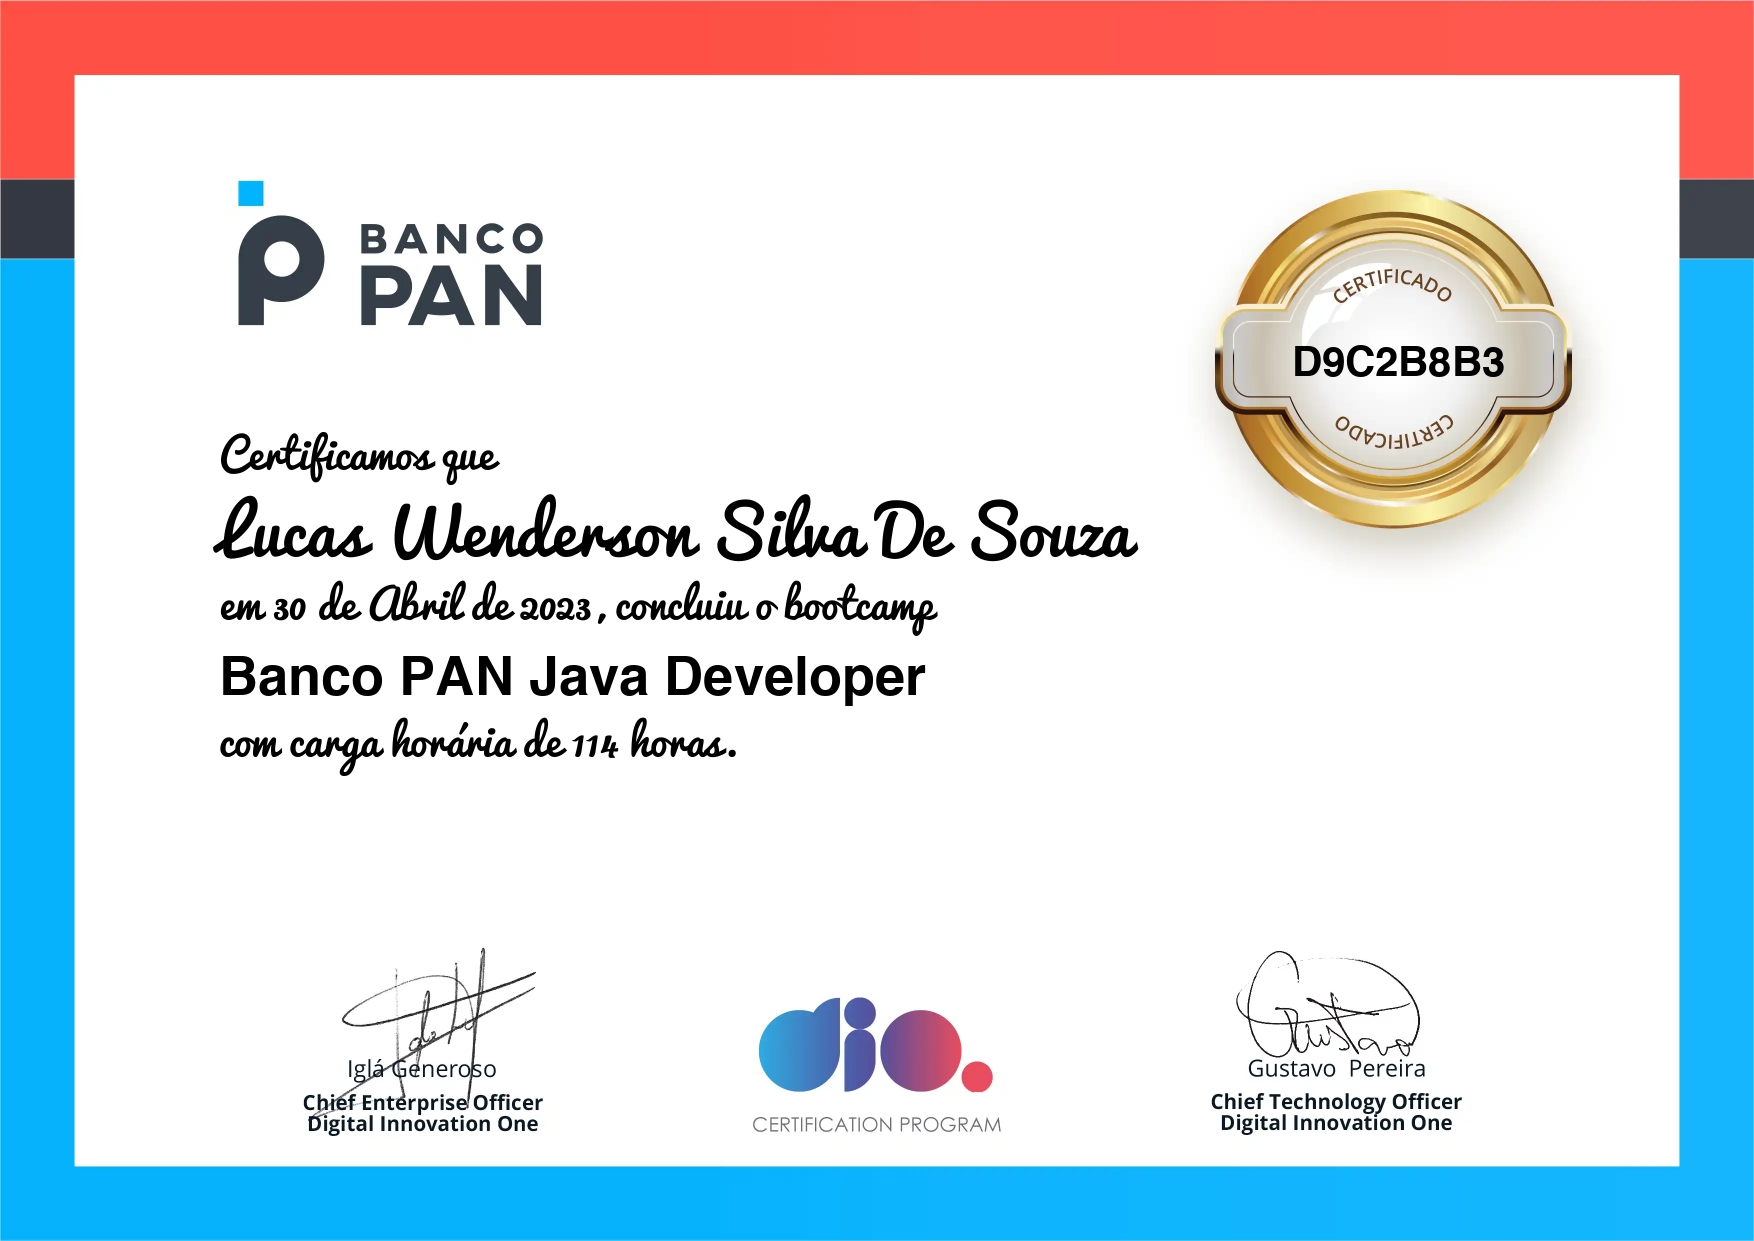 BANCO
PAN
CERTIFICADO
D9C2B8B3
CERTIFICADO
Certificamos que
Lucas Wenderson Silva De Souza
em 30 de Abril de 2023, concluiu o bootcamp
Banco PAN Java Developer
com carga horária de 114 horas.
Iglá Generoso
Chief Enterprise Officer
Digital Innovation One
dio.
CERTIFICATION PROGRAM
Gustavo
Gustavo Pereira
Chief Technology Officer
Digital Innovation One